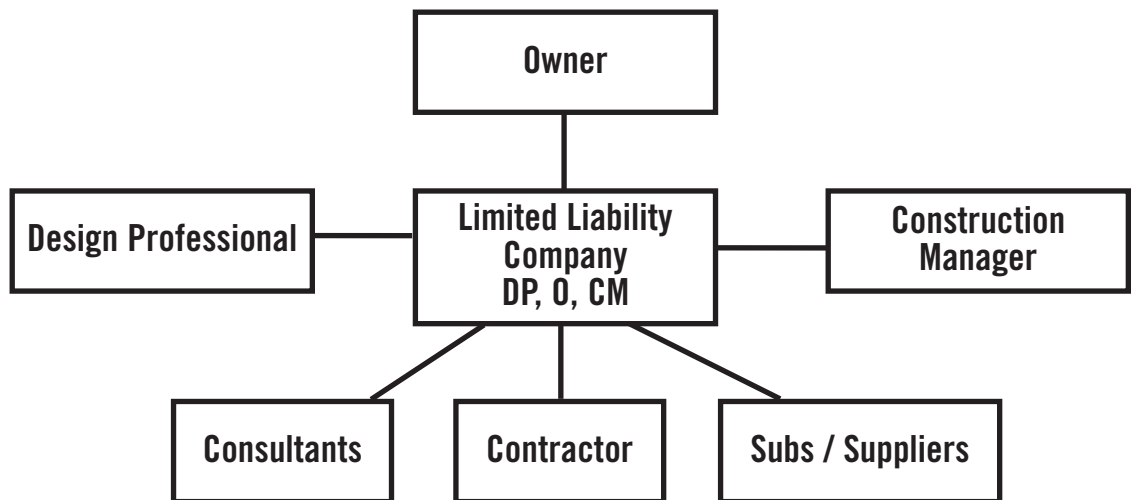 Owner
Design Professional
Limited Liability
Company
DP, O, CM
Construction
Manager
Consultants
Contractor
Subs / Suppliers